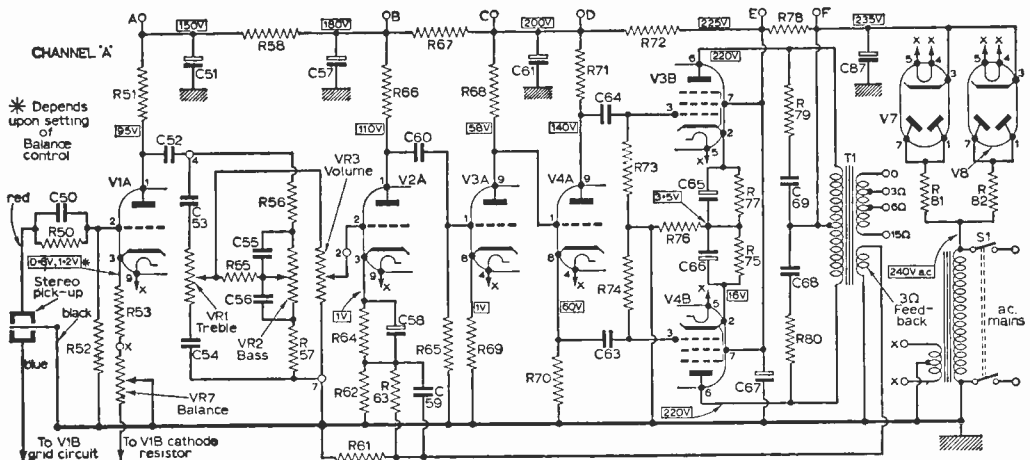 A
150V
R58
180V
B
R67
C
200V
D
R72
225V
E
R78
F
235V
CHANNEL "A"
C51
C57
C61
C87
220V
R51
R66
R68
R71
V3B
* Depends
upon setting
of Balance
control
95V
C52
110V
C60
58V
140V
C64
R73
R79
V7
V8
R81
R82
T1
0
3Ω
6Ω
15Ω
V1A
C53
R56
VR3
Volume
V2A
V3A
V4A
C65
R77
C69
red
C50
R50
0·8V, 1·2V *
Stereo
pick-up
black
blue
R52
R53
C54
R55
C55
C56
VR1
Treble
VR2
Bass
R57
1V
R64
C58
R62
R63
C59
R65
1V
R69
60V
R70
C63
R74
3·5V
R76
C66
R75
16V
V4B
C68
R80
C67
220V
3Ω
Feed-
back
240V a.c.
S1
a.c.
mains
VR7
Balance
R61
To V1B
grid circuit
To V1B cathode
resistor